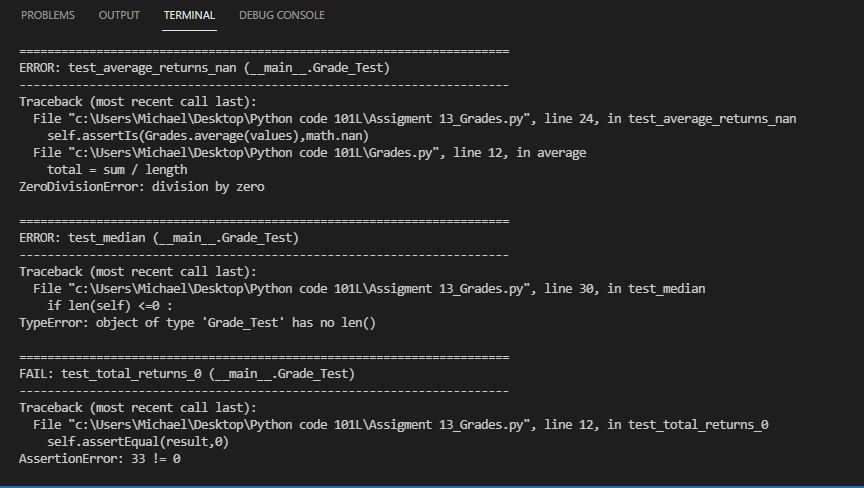 PROBLEMS OUTPUT TERMINAL DEBUG CONSOLE
======================================================================
ERROR: test_average_returns_nan (__main__.Grade_Test)
----------------------------------------------------------------------
Traceback (most recent call last):
  File "c:\Users\Michael\Desktop\Python code 101L\Assigment 13_Grades.py", line 24, in test_average_returns_nan
    self.assertIs(Grades.average(values),math.nan)
  File "c:\Users\Michael\Desktop\Python code 101L\Grades.py", line 12, in average
    total = sum / length
ZeroDivisionError: division by zero
======================================================================
ERROR: test_median (__main__.Grade_Test)
----------------------------------------------------------------------
Traceback (most recent call last):
  File "c:\Users\Michael\Desktop\Python code 101L\Assigment 13_Grades.py", line 30, in test_median
    if len(self) <=0 :
TypeError: object of type 'Grade_Test' has no len()
======================================================================
FAIL: test_total_returns_0 (__main__.Grade_Test)
----------------------------------------------------------------------
Traceback (most recent call last):
  File "c:\Users\Michael\Desktop\Python code 101L\Assigment 13_Grades.py", line 12, in test_total_returns_0
    self.assertEqual(result,0)
AssertionError: 33 != 0